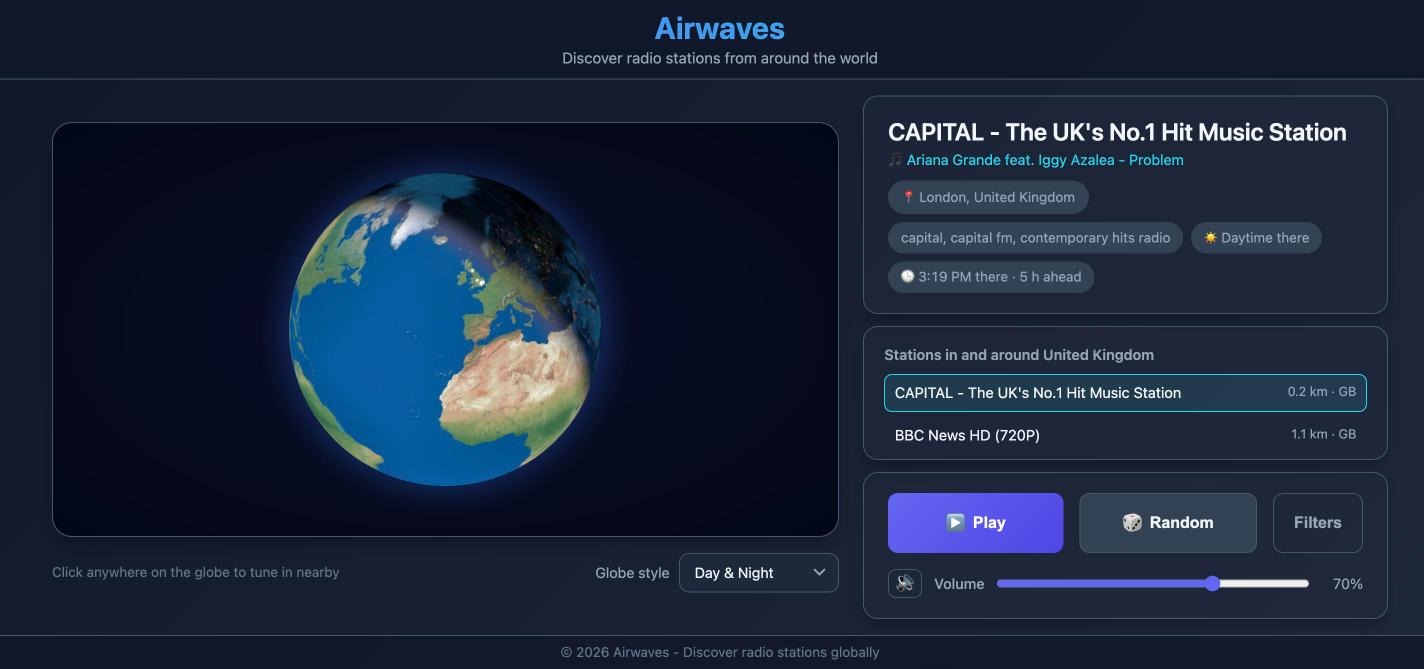 Airwaves
Discover radio stations from around the world
CAPITAL - The UK's No.1 Hit Music Station
🎵 Ariana Grande feat. Iggy Azalea - Problem
📍 London, United Kingdom
capital, capital fm, contemporary hits radio
☀️ Daytime there
🕒 3:19 PM there · 5 h ahead
Stations in and around United Kingdom
CAPITAL - The UK's No.1 Hit Music Station 0.2 km · GB
BBC News HD (720P) 1.1 km · GB
▶️ Play
🎲 Random
Filters
🔊 Volume 70%
Click anywhere on the globe to tune in nearby
Globe style Day & Night
© 2026 Airwaves - Discover radio stations globally